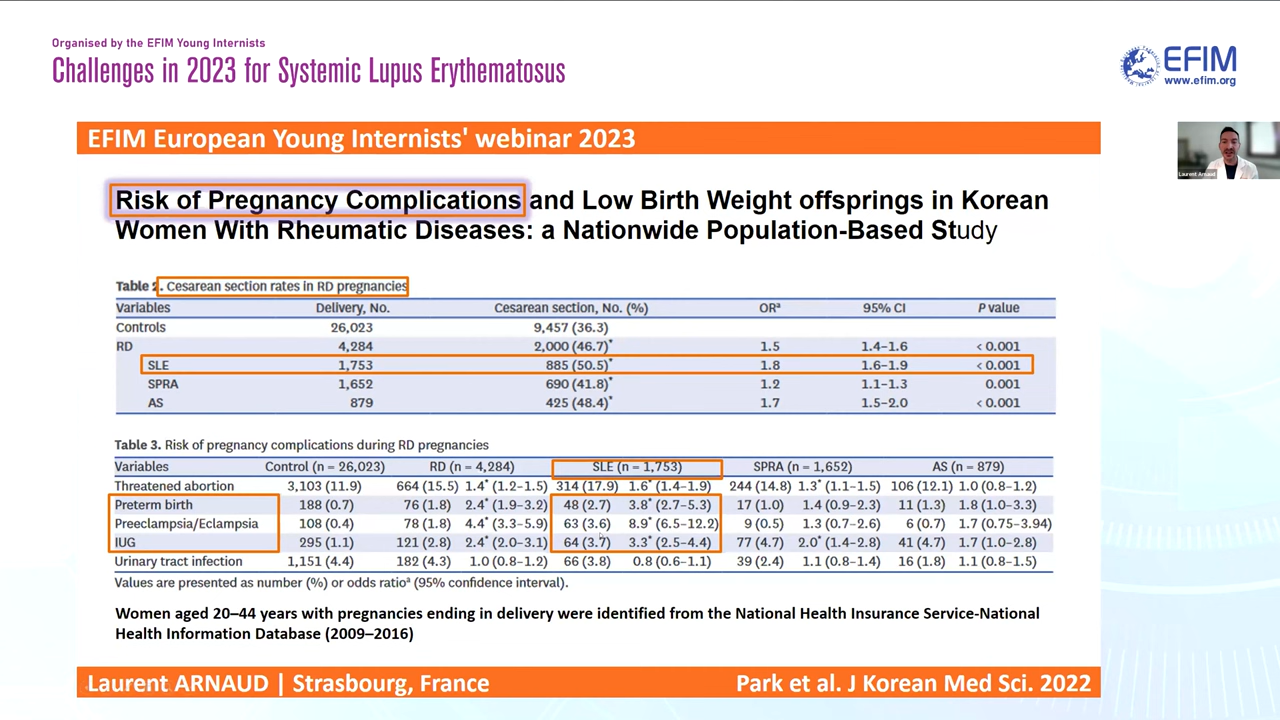 Organised by the EFIM Young Internists
Challenges in 2023 for Systemic Lupus Erythematosus
EFIM
www.efim.org
EFIM European Young Internists' webinar 2023
Laurent Arnaud
Risk of Pregnancy Complications and Low Birth Weight offsprings in Korean
Women With Rheumatic Diseases: a Nationwide Population-Based Study
Table 2. Cesarean section rates in RD pregnancies
Variables Delivery, No. Cesarean section, No. (%) ORᵃ 95% CI P value
Controls 26,023 9,457 (36.3)
RD 4,284 2,000 (46.7)* 1.5 1.4–1.6 < 0.001
SLE 1,753 885 (50.5)* 1.8 1.6–1.9 < 0.001
SPRA 1,652 690 (41.8)* 1.2 1.1–1.3 0.001
AS 879 425 (48.4)* 1.7 1.5–2.0 < 0.001
Table 3. Risk of pregnancy complications during RD pregnancies
Variables Control (n = 26,023) RD (n = 4,284) SLE (n = 1,753) SPRA (n = 1,652) AS (n = 879)
Threatened abortion 3,103 (11.9) 664 (15.5) 1.4* (1.2–1.5) 314 (17.9) 1.6* (1.4–1.9) 244 (14.8) 1.3* (1.1–1.5) 106 (12.1) 1.0 (0.8–1.2)
Preterm birth 188 (0.7) 76 (1.8) 2.4* (1.9–3.2) 48 (2.7) 3.8* (2.7–5.3) 17 (1.0) 1.4 (0.9–2.3) 11 (1.3) 1.8 (1.0–3.3)
Preeclampsia/Eclampsia 108 (0.4) 78 (1.8) 4.4* (3.3–5.9) 63 (3.6) 8.9* (6.5–12.2) 9 (0.5) 1.3 (0.7–2.6) 6 (0.7) 1.7 (0.75–3.94)
IUG 295 (1.1) 121 (2.8) 2.4* (2.0–3.1) 64 (3.7) 3.3* (2.5–4.4) 77 (4.7) 2.0* (1.4–2.8) 41 (4.7) 1.7 (1.0–2.8)
Urinary tract infection 1,151 (4.4) 182 (4.3) 1.0 (0.8–1.2) 66 (3.8) 0.8 (0.6–1.1) 39 (2.4) 1.1 (0.8–1.4) 16 (1.8) 1.1 (0.8–1.5)
Values are presented as number (%) or odds ratioᵃ (95% confidence interval).
Women aged 20–44 years with pregnancies ending in delivery were identified from the National Health Insurance Service-National
Health Information Database (2009–2016)
Laurent ARNAUD | Strasbourg, France
Park et al. J Korean Med Sci. 2022